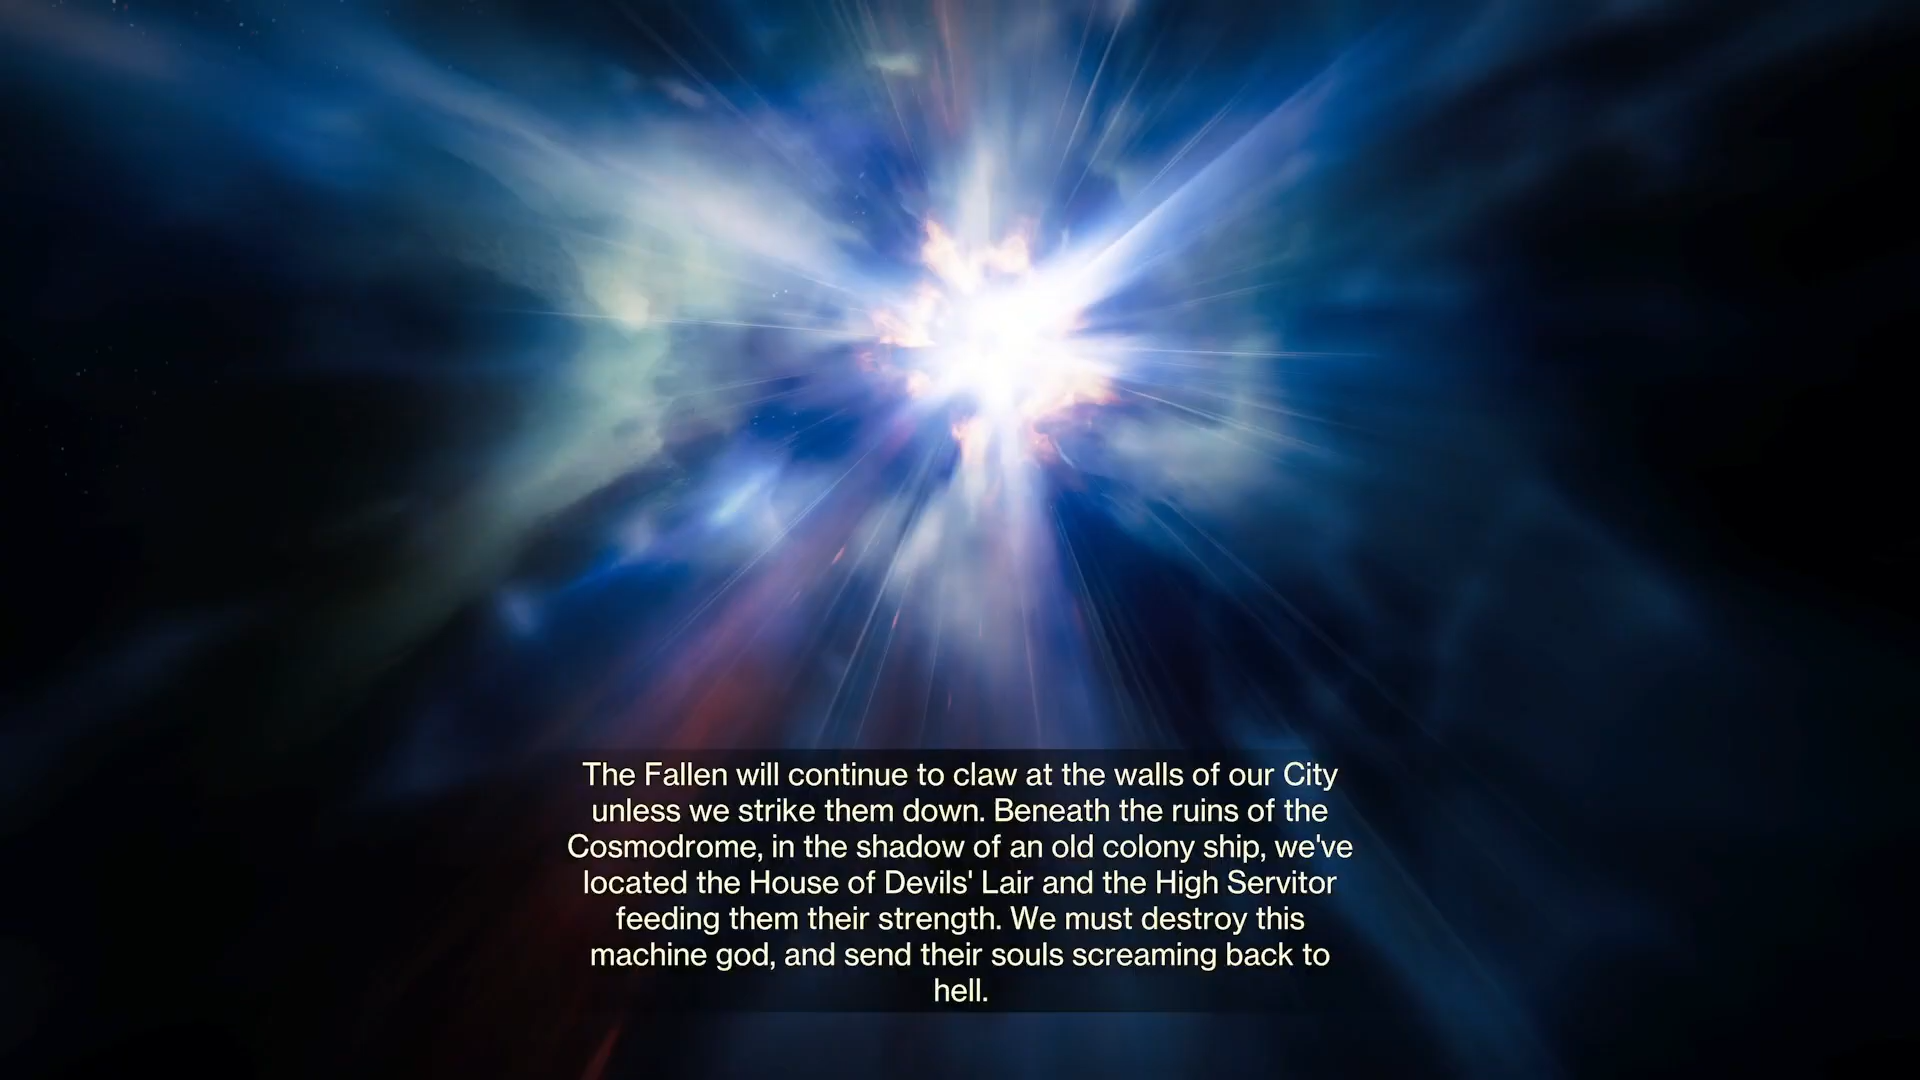 The Fallen will continue to claw at the walls of our City
unless we strike them down. Beneath the ruins of the
Cosmodrome, in the shadow of an old colony ship, we've
located the House of Devils' Lair and the High Servitor
feeding them their strength. We must destroy this
machine god, and send their souls screaming back to
hell.